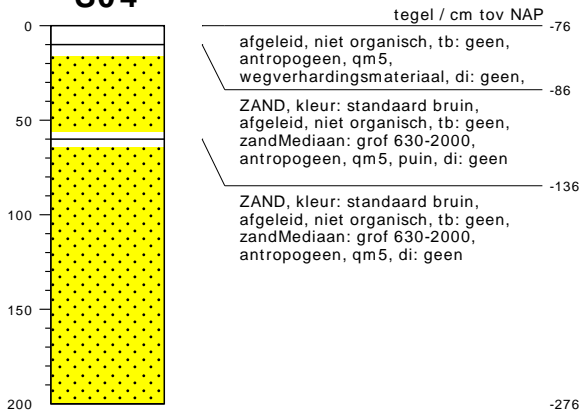 tegel / cm tov NAP
0
-76
afgeleid, niet organisch, tb: geen,
antropogeen, qm5,
wegverhardingsmateriaal, di: geen,
-86
ZAND, kleur: standaard bruin,
afgeleid, niet organisch, tb: geen,
zandMediaan: grof 630-2000,
antropogeen, qm5, puin, di: geen
50
-136
ZAND, kleur: standaard bruin,
afgeleid, niet organisch, tb: geen,
zandMediaan: grof 630-2000,
antropogeen, qm5, di: geen
100
150
200
-276